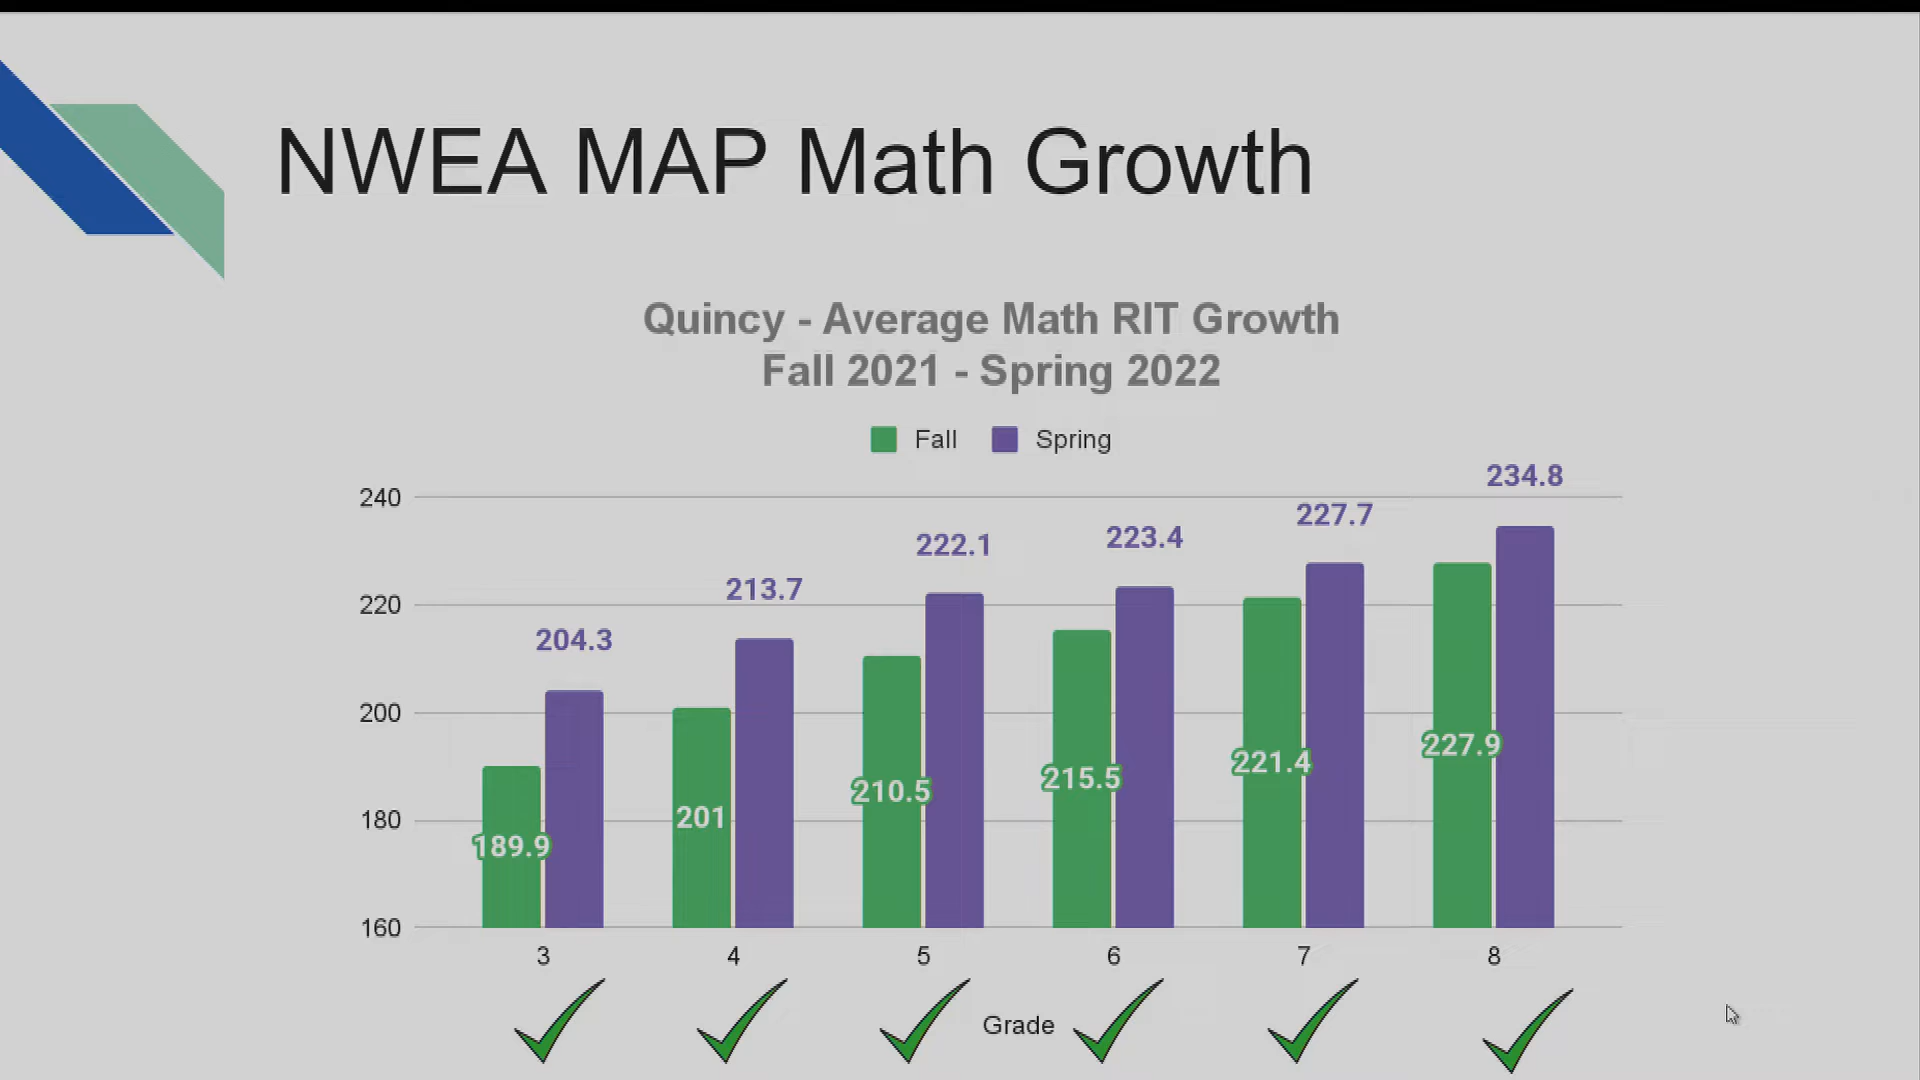 NWEA MAP Math Growth
Quincy - Average Math RIT Growth
Fall 2021 - Spring 2022
Fall Spring
240
220
200
180
160
189.9 204.3
201 213.7
210.5 222.1
215.5 223.4
221.4 227.7
227.9 234.8
3 4 5 6 7 8
Grade